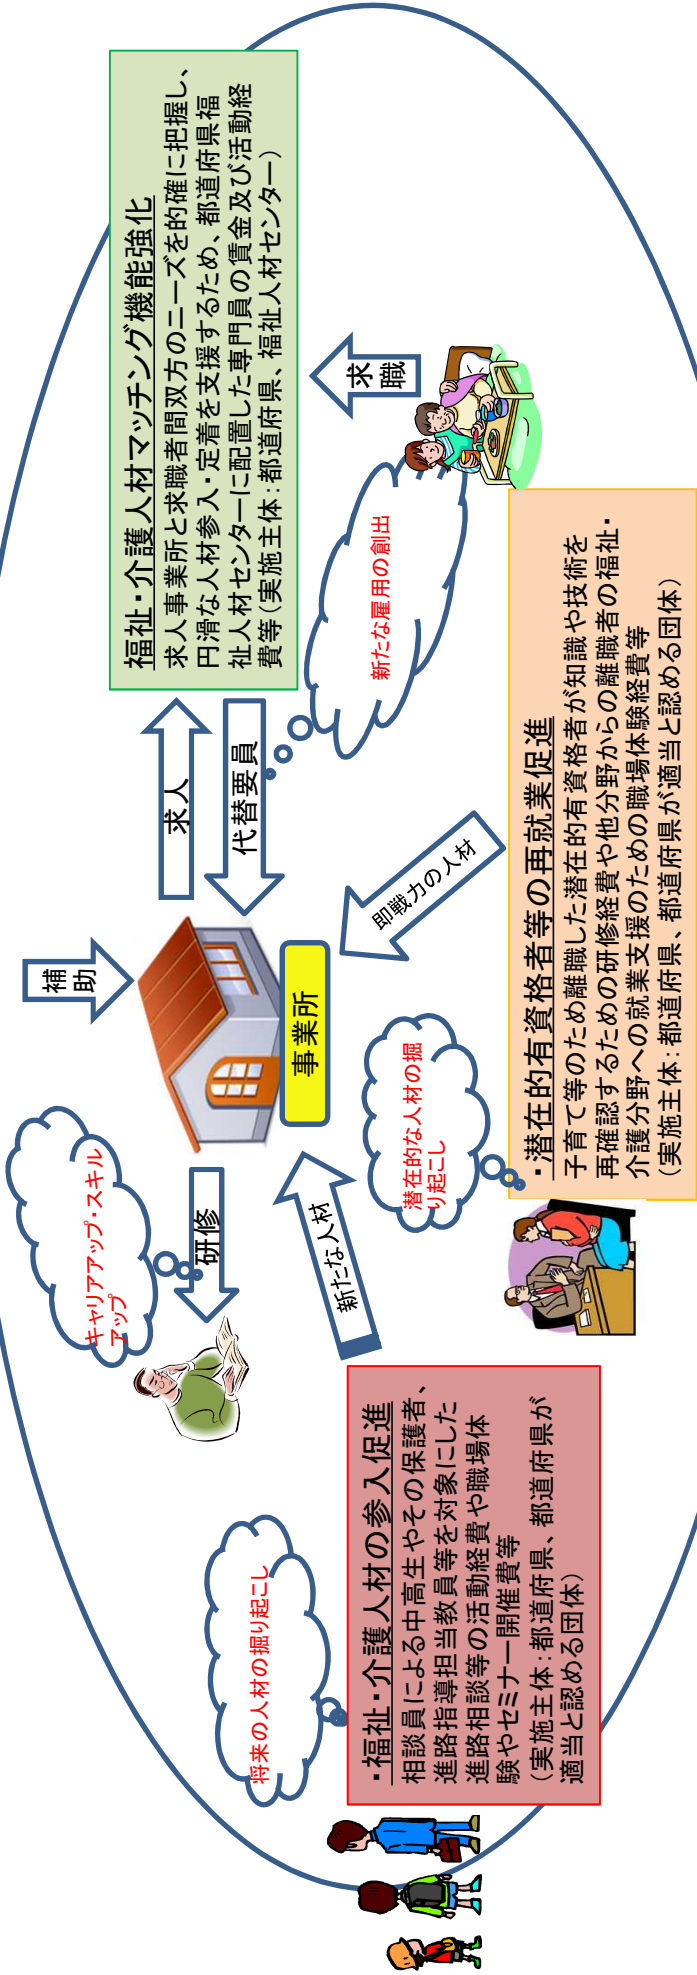 キャリアアップ・スキル
アップ
補
助
研修
事業所
求人
代替要員
福祉・介護人材マッチング機能強化
求人事業所と求職者間双方のニーズを的確に把握し、
円滑な人材参入・定着を支援するため、都道府県福
祉人材センターに配置した専門員の賃金及び活動経
費等（実施主体：都道府県、福祉人材センター）
求
職
新たな雇用の創出
将来の人材の掘り起こし
新たな人材
潜在的な人材の掘
り起こし
即戦力の人材
・福祉・介護人材の参入促進
相談員による中高生やその保護者、
進路指導担当教員等を対象にした
進路相談等の活動経費や職場体
験やセミナー開催費等
（実施主体：都道府県、都道府県が
適当と認める団体）
・潜在的有資格者等の再就業促進
子育て等のため離職した潜在的有資格者が知識や技術を
再確認するための研修経費や他分野からの離職者の福祉・
介護分野への就業支援のための職場体験経費等
（実施主体：都道府県、都道府県が適当と認める団体）